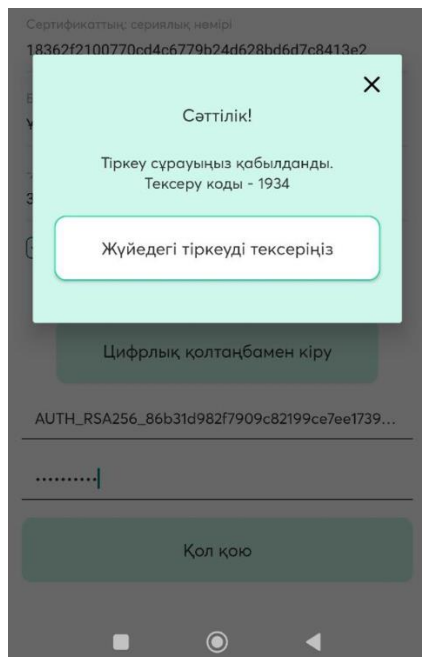 Сертификаттың сериялық нөмірі
18362f2100770cd4c6779b24d628bd6d7c8413e2
Сәттілік!
Тіркеу сұрауыңыз қабылданды.
Тексеру коды - 1934
Жүйедегі тіркеуді тексеріңіз
Цифрлық қолтаңбамен кіру
AUTH_RSA256_86b31d982f7909c82199ce7ee1739...
Қол қою